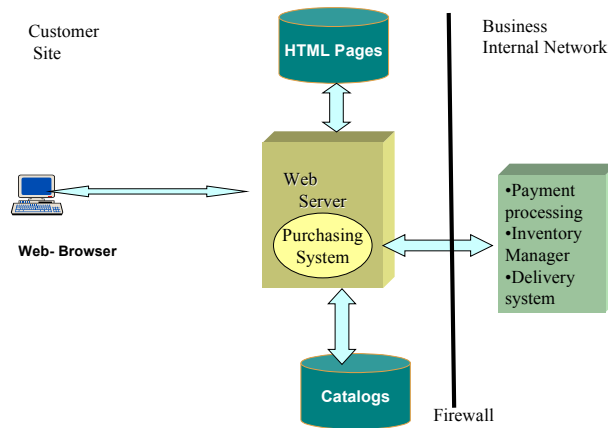 Customer
Site
HTML Pages
Business
Internal Network
Web
Server
Purchasing
System
Web- Browser
•Payment
processing
•Inventory
Manager
•Delivery
system
Catalogs
Firewall